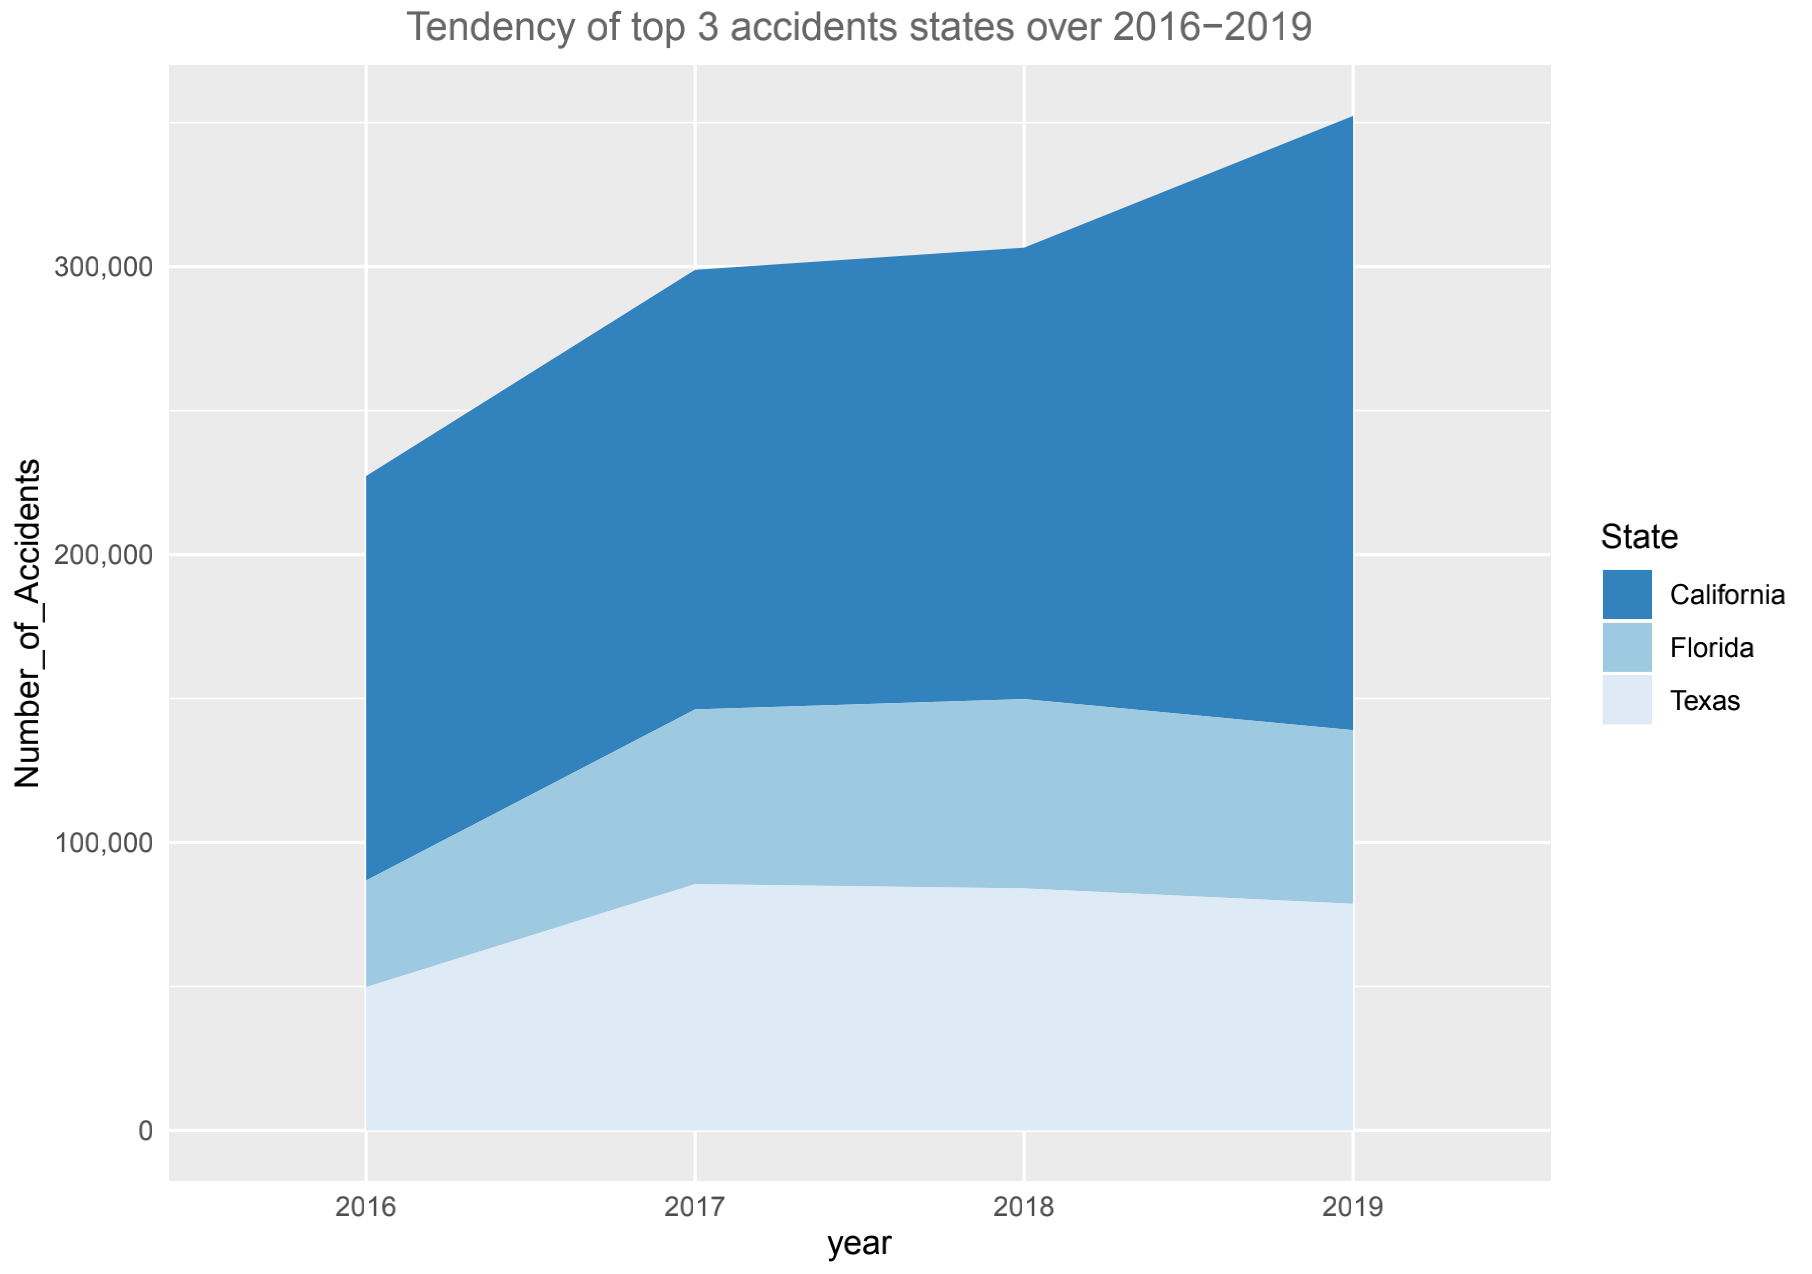 Tendency of top 3 accidents states over 2016−2019
Number_of_Accidents
300,000
200,000
100,000
0
2016 2017 2018 2019
year
State
California
Florida
Texas